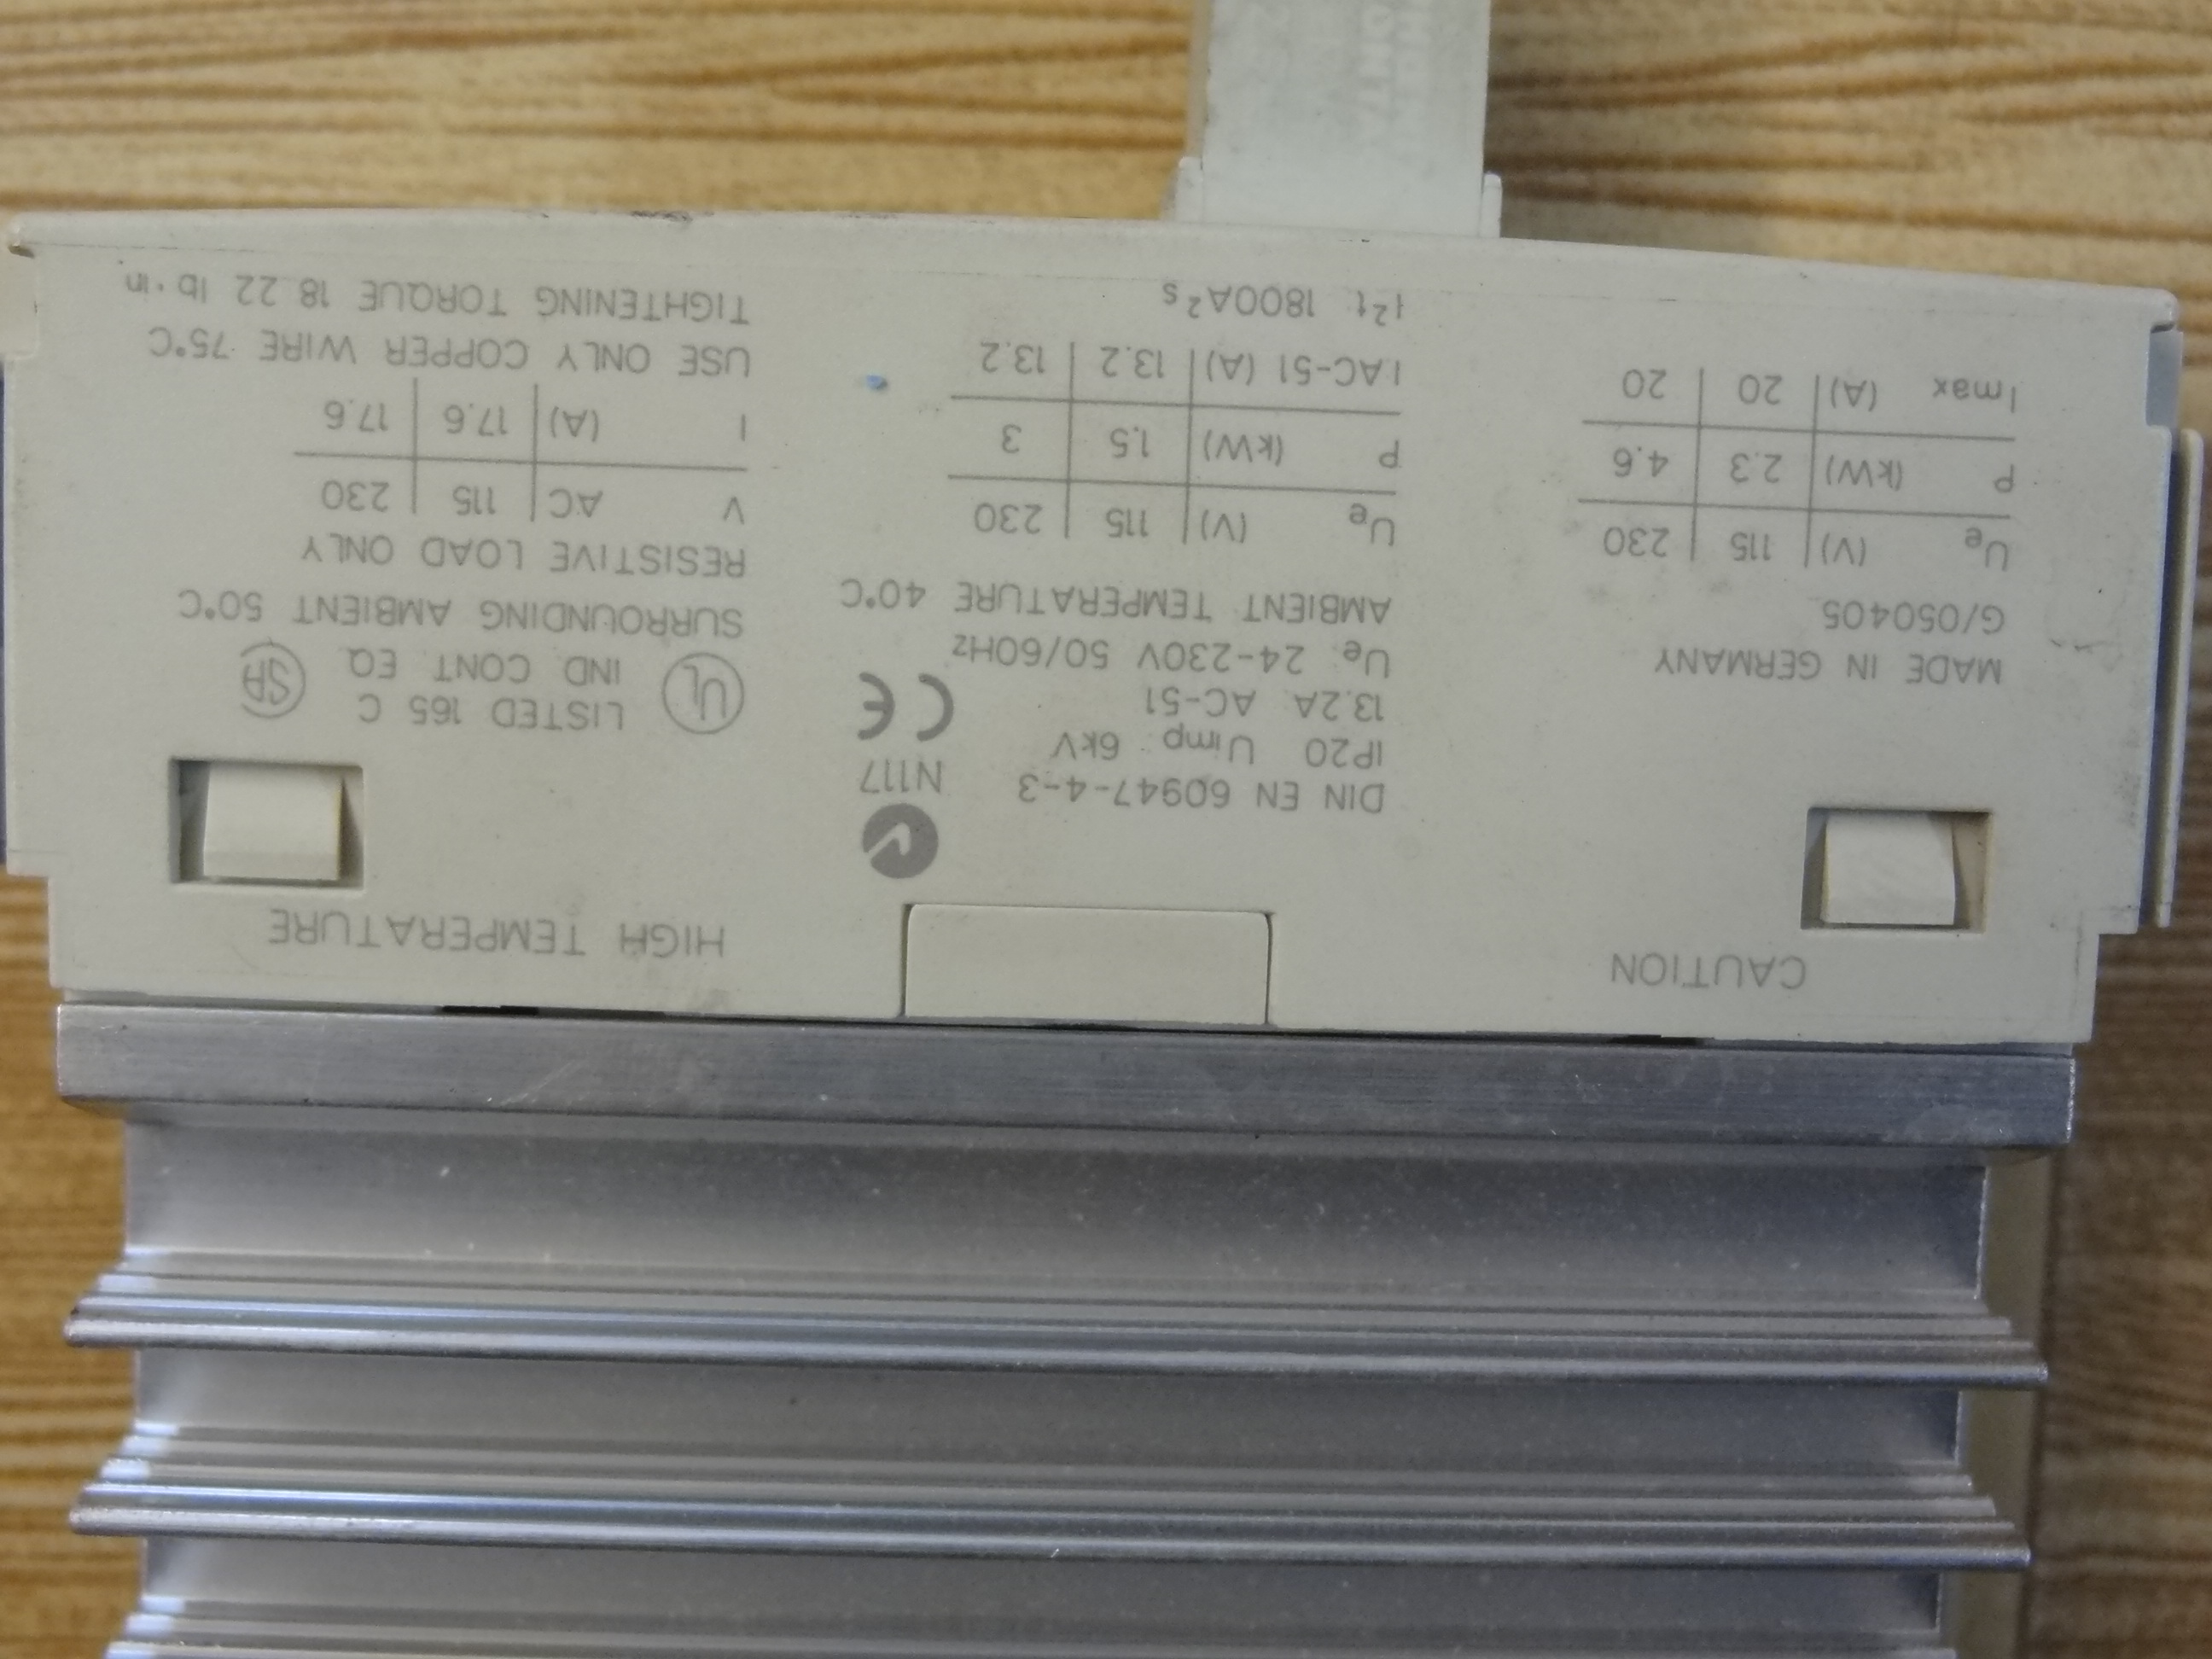 CAUTION
MADE IN GERMANY
G/050405
Ue (V) 115 230
P (kW) 2.3 4.6
Imax (A) 20 20
DIN EN 60947-4-3
N117
IP20 Uimp: 6kV
13.2A AC-51
CE
Ue: 24-230V 50/60Hz
AMBIENT TEMPERATURE 40°C
Ue (V) 115 230
P (kW) 1.5 3
I AC-51 (A) 13.2 13.2
I²t: 1800A²s
HIGH TEMPERATURE
UL
LISTED 165 C
IND CONT EQ
SA
SURROUNDING AMBIENT 50°C
RESISTIVE LOAD ONLY
V AC 115 230
I (A) 17.6 17.6
USE ONLY COPPER WIRE 75°C
TIGHTENING TORQUE 18 22 lb·in